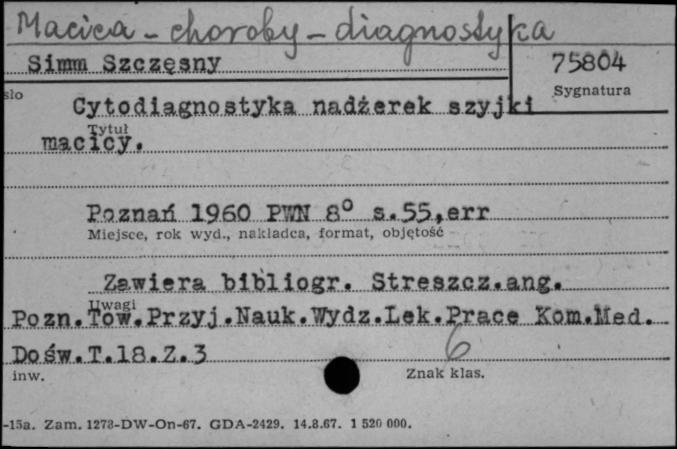 Macica - choroby - diagnostyka
Simm Szczęsny
75804
sło
Sygnatura
Cytodiagnostyka nadżerek szyjki
Tytuł
macicy.
Poznań 1960 PWN 8° s.55,err
Miejsce, rok wyd., nakładca, format, objętość
Zawiera bibliogr. Streszcz.ang.
Uwagi
Pozn.Tow.Przyj.Nauk.Wydz.Lek.Prace Kom.Med.
Dośw.T.18.Z.3
6
inw.
Znak klas.
-15a. Zam. 1273-DW-On-67. GDA-2429. 14.8.67. 1 520 000.